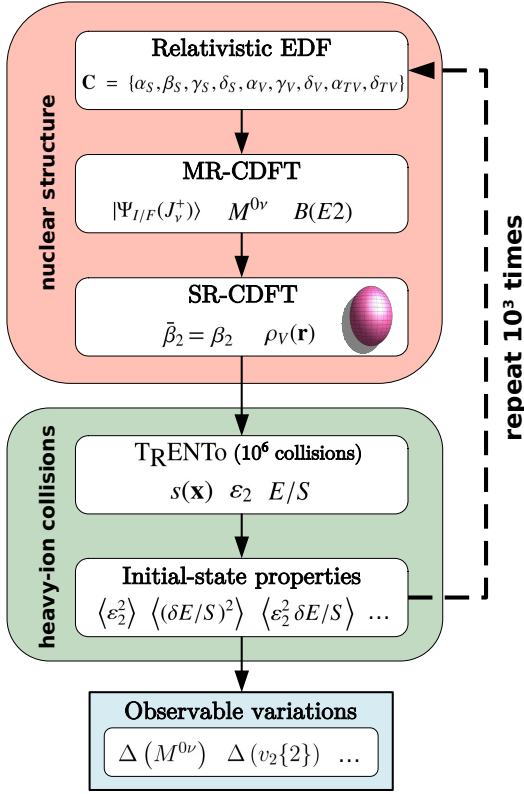 Relativistic EDF
C = {α_S, β_S, γ_S, δ_S, α_V, γ_V, δ_V, α_TV, δ_TV}
MR-CDFT
|Ψ_{I/F}(J_ν^+)⟩ M^{0ν} B(E2)
SR-CDFT
β̄_2 = β_2 ρ_V(r)
nuclear structure
TRENTo (10⁶ collisions)
s(x) ε_2 E/S
Initial-state properties
⟨ε_2^2⟩ ⟨(δE/S)^2⟩ ⟨ε_2^2 δE/S⟩ ...
heavy-ion collisions
repeat 10³ times
Observable variations
Δ(M^{0ν}) Δ(v_2{2}) ...